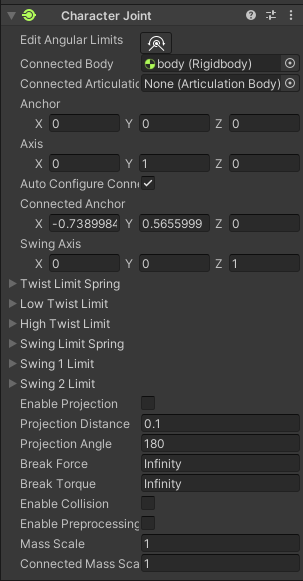 Character Joint
Edit Angular Limits
Connected Body body (Rigidbody)
Connected Articulatio None (Articulation Body)
Anchor
X 0 Y 0 Z 0
Axis
X 0 Y 1 Z 0
Auto Configure Conne
Connected Anchor
X -0.7389984 Y 0.5655999 Z 0
Swing Axis
X 0 Y 0 Z 1
Twist Limit Spring
Low Twist Limit
High Twist Limit
Swing Limit Spring
Swing 1 Limit
Swing 2 Limit
Enable Projection
Projection Distance 0.1
Projection Angle 180
Break Force Infinity
Break Torque Infinity
Enable Collision
Enable Preprocessing
Mass Scale 1
Connected Mass Sca 1